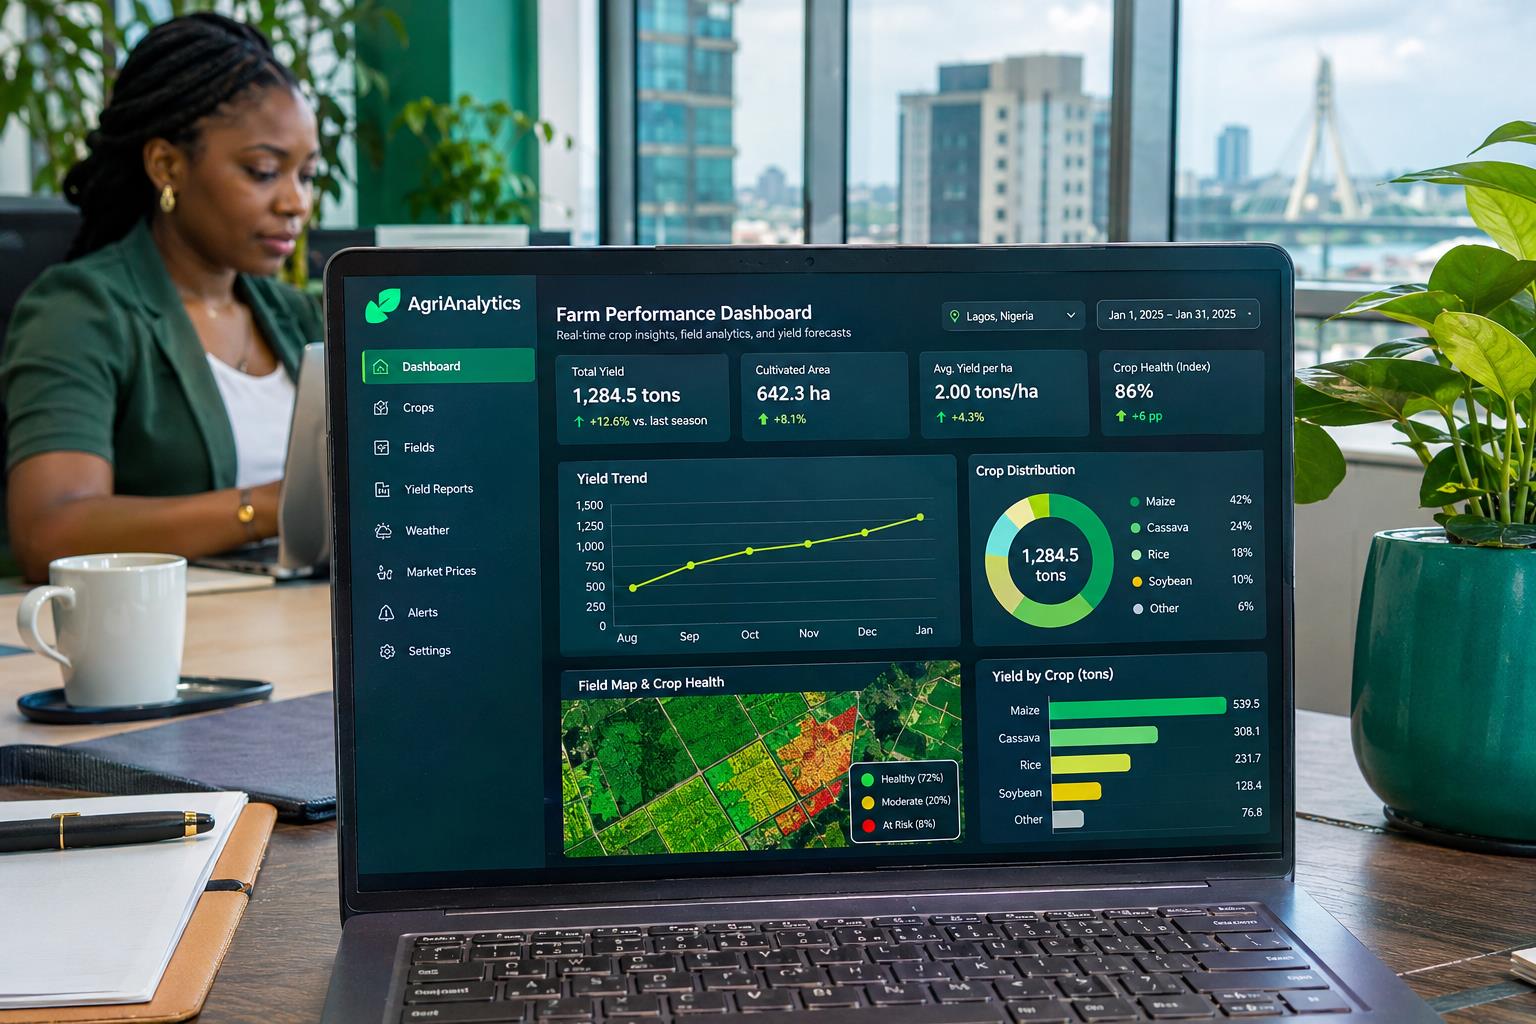 AgriAnalytics
Dashboard
Crops
Fields
Yield Reports
Weather
Market Prices
Alerts
Settings
Farm Performance Dashboard
Real-time crop insights, field analytics, and yield forecasts
Lagos, Nigeria
Jan 1, 2025 – Jan 31, 2025
Total Yield
1,284.5 tons
+12.6% vs. last season
Cultivated Area
642.3 ha
+8.1%
Avg. Yield per ha
2.00 tons/ha
+4.3%
Crop Health (Index)
86%
+6 pp
Yield Trend
1,500
1,250
1,000
750
500
250
0
Aug Sep Oct Nov Dec Jan
Crop Distribution
1,284.5
tons
Maize 42%
Cassava 24%
Rice 18%
Soybean 10%
Other 6%
Field Map & Crop Health
Healthy (72%)
Moderate (20%)
At Risk (8%)
Yield by Crop (tons)
Maize 539.5
Cassava 308.1
Rice 231.7
Soybean 128.4
Other 76.8